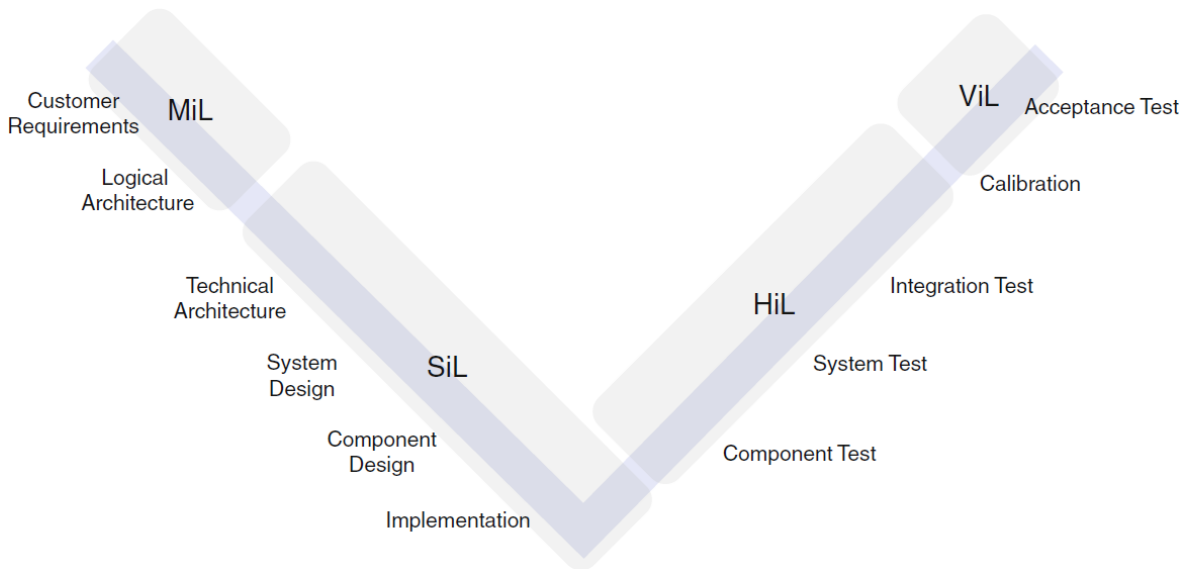 MiL
Customer
Requirements
Logical
Architecture
Technical
Architecture
SiL
System
Design
Component
Design
Implementation
ViL
Acceptance Test
Calibration
Integration Test
HiL
System Test
Component Test